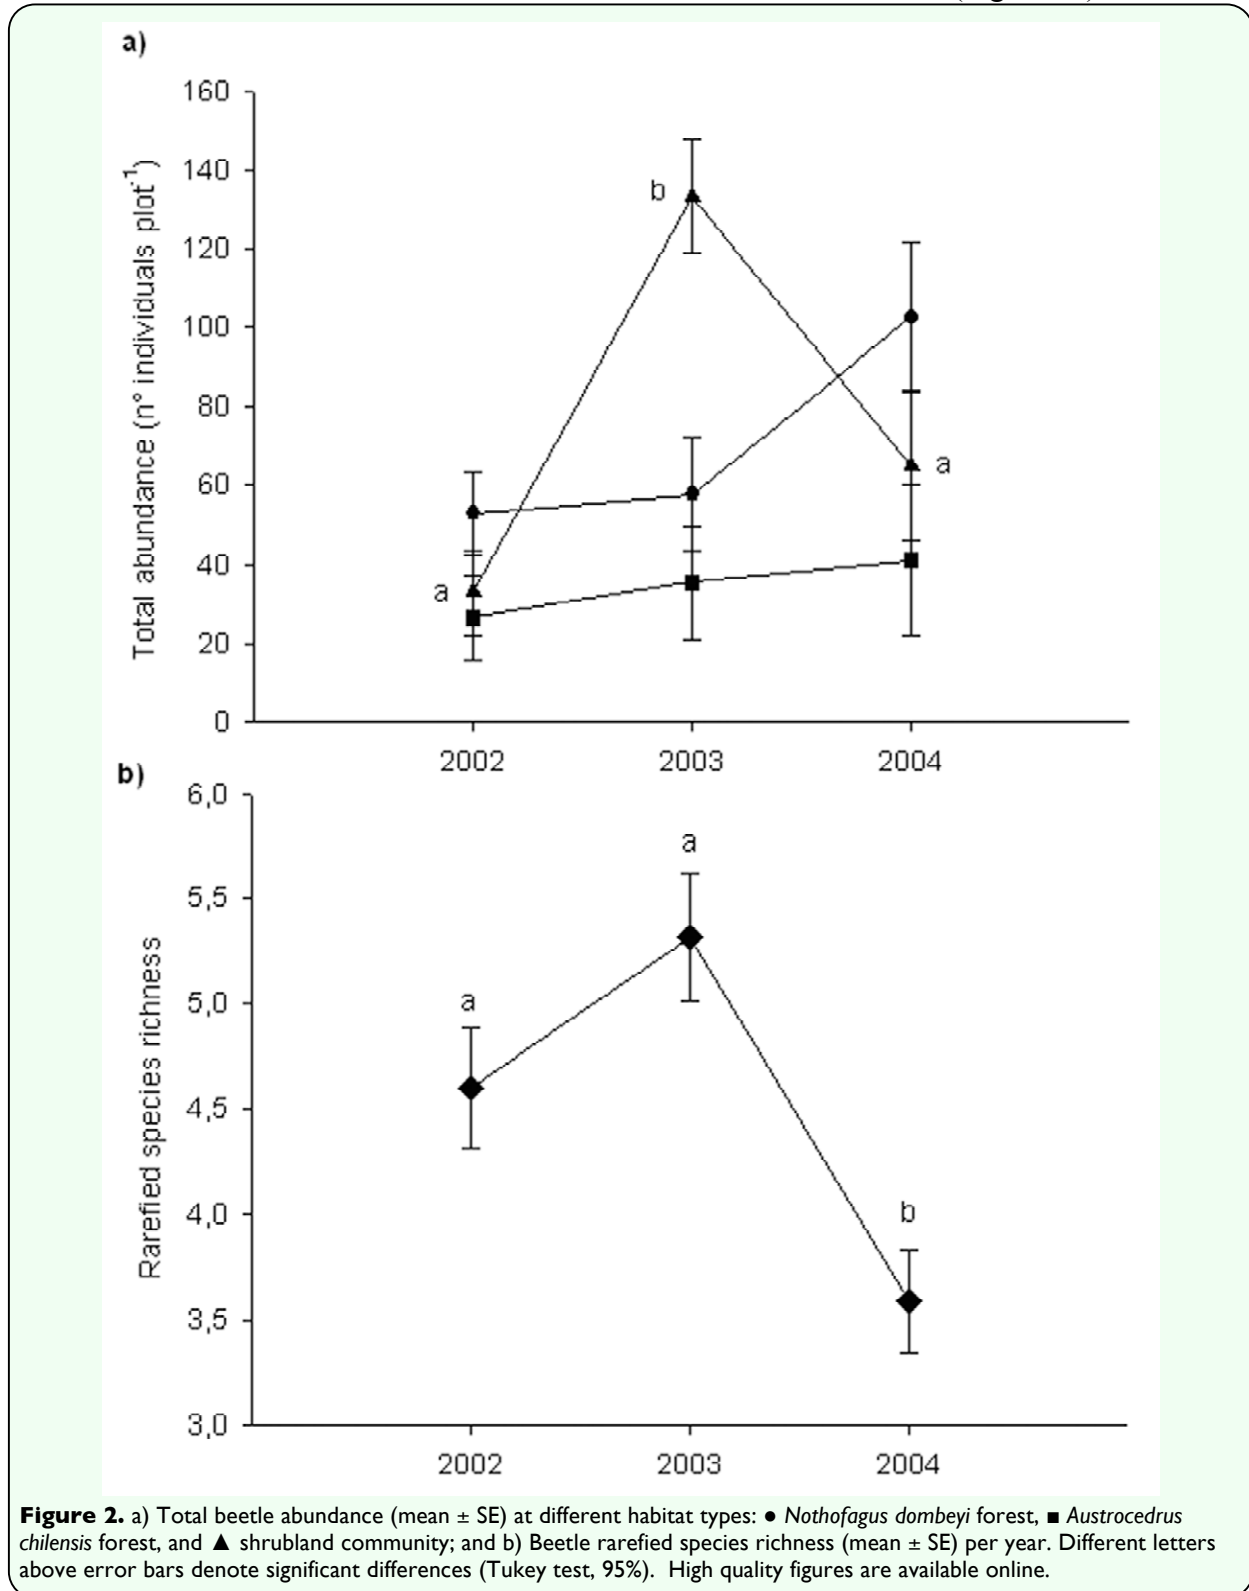 a)
160
140
120
100
80
60
40
20
0
Total abundance (n° individuals plot-1)
b
a
a
2002 2003 2004
b)
6,0
5,5
5,0
4,5
4,0
3,5
3,0
Rarefied species richness
a
a
b
2002 2003 2004
Figure 2. a) Total beetle abundance (mean ± SE) at different habitat types: ● Nothofagus dombeyi forest, ■ Austrocedrus
chilensis forest, and ▲ shrubland community; and b) Beetle rarefied species richness (mean ± SE) per year. Different letters
above error bars denote significant differences (Tukey test, 95%). High quality figures are available online.